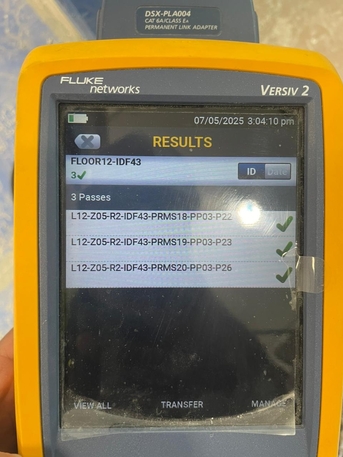 DSX-PLA004
CAT 6A/CLASS EA
PERMANENT LINK ADAPTER
FLUKE networks
VERSIV 2
07/05/2025 3:04:10 pm
RESULTS
FLOOR12-IDF43
3
ID Date
3 Passes
L12-Z05-R2-IDF43-PRMS18-PP03-P22
L12-Z05-R2-IDF43-PRMS19-PP03-P23
L12-Z05-R2-IDF43-PRMS20-PP03-P26
VIEW ALL TRANSFER MANAGE